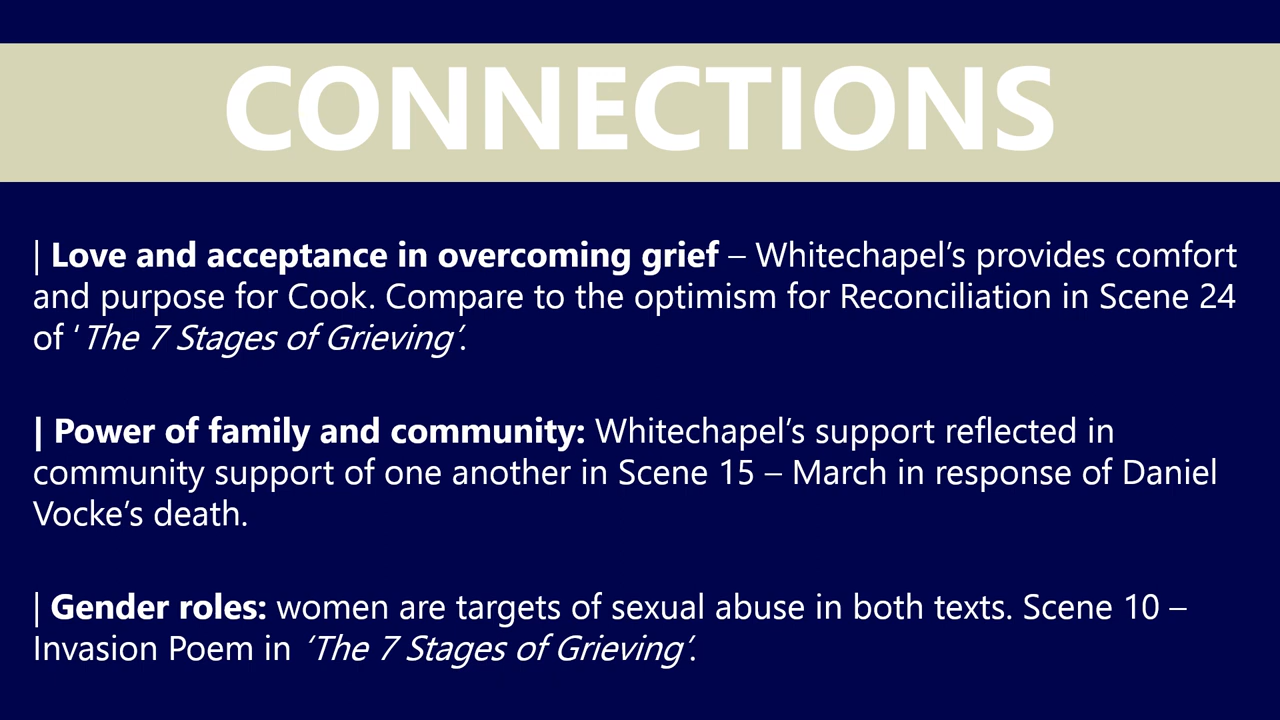 CONNECTIONS
| Love and acceptance in overcoming grief – Whitechapel’s provides comfort
and purpose for Cook. Compare to the optimism for Reconciliation in Scene 24
of ‘The 7 Stages of Grieving’.
| Power of family and community: Whitechapel’s support reflected in
community support of one another in Scene 15 – March in response of Daniel
Vocke’s death.
| Gender roles: women are targets of sexual abuse in both texts. Scene 10 –
Invasion Poem in ‘The 7 Stages of Grieving’.